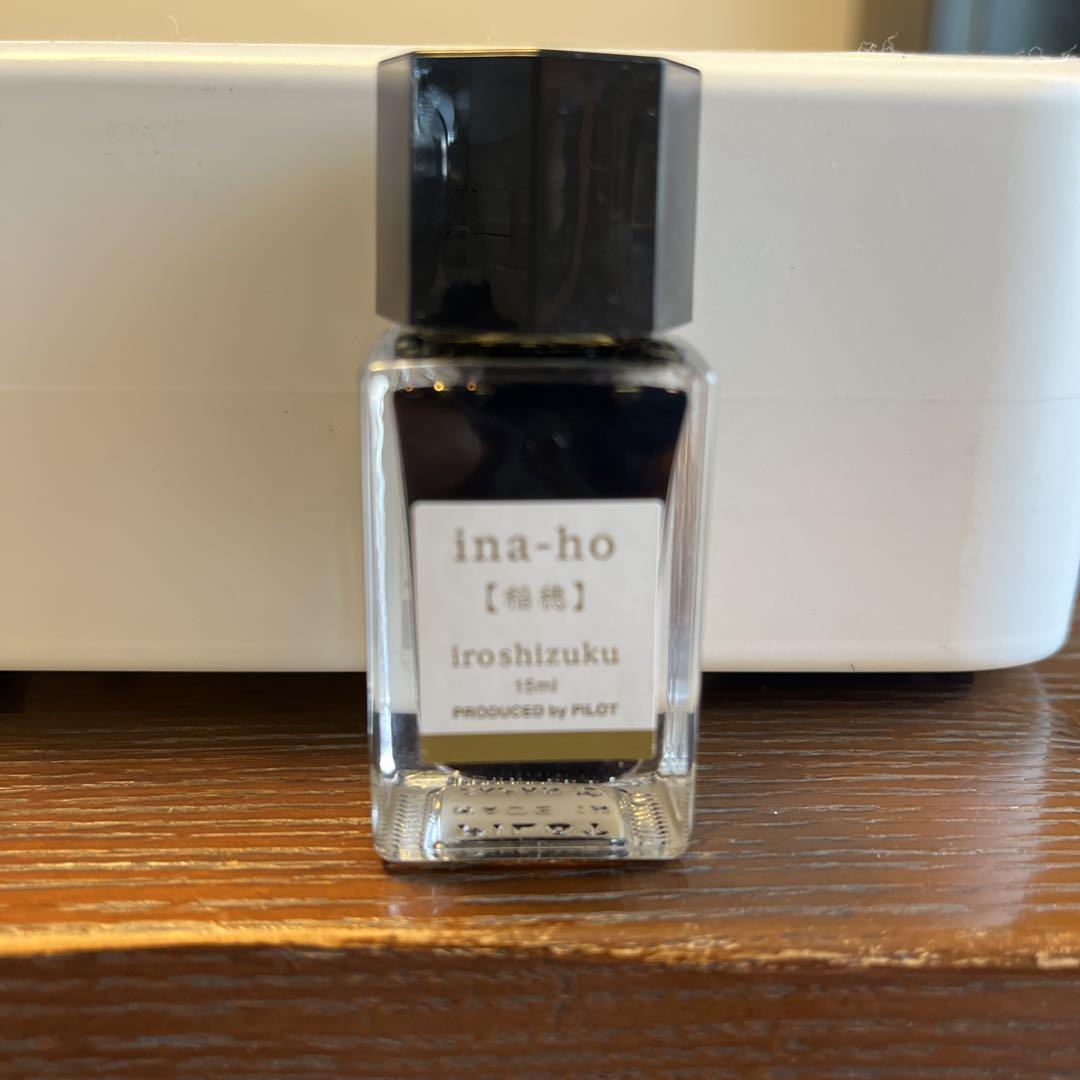 ina-ho
【稲穂】
iroshizuku
15ml
PRODUCED by PILOT